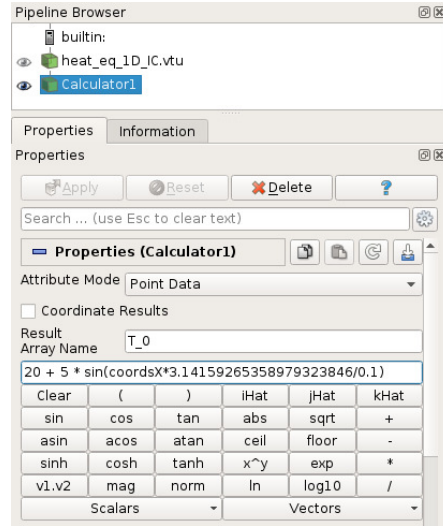 Pipeline Browser
builtin:
heat_eq_1D_IC.vtu
Calculator1
Properties Information
Properties
Apply Reset Delete ?
Search ... (use Esc to clear text)
Properties (Calculator1)
Attribute Mode Point Data
Coordinate Results
Result
Array Name T_0
20 + 5 * sin(coordsX*3.14159265358979323846/0.1)
Clear ( ) iHat jHat kHat
sin cos tan abs sqrt +
asin acos atan ceil floor -
sinh cosh tanh x^y exp *
v1.v2 mag norm ln log10 /
Scalars Vectors